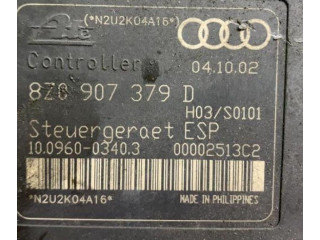 (*N2U2K04A16*)
Ate
Controller
04.10.02
8Z0 907 379 D
H03/S0101
Steuergeraet ESP
10.0960-0340.3
00002513C2
*N2U2K04A16*
MADE IN PHILIPPINES